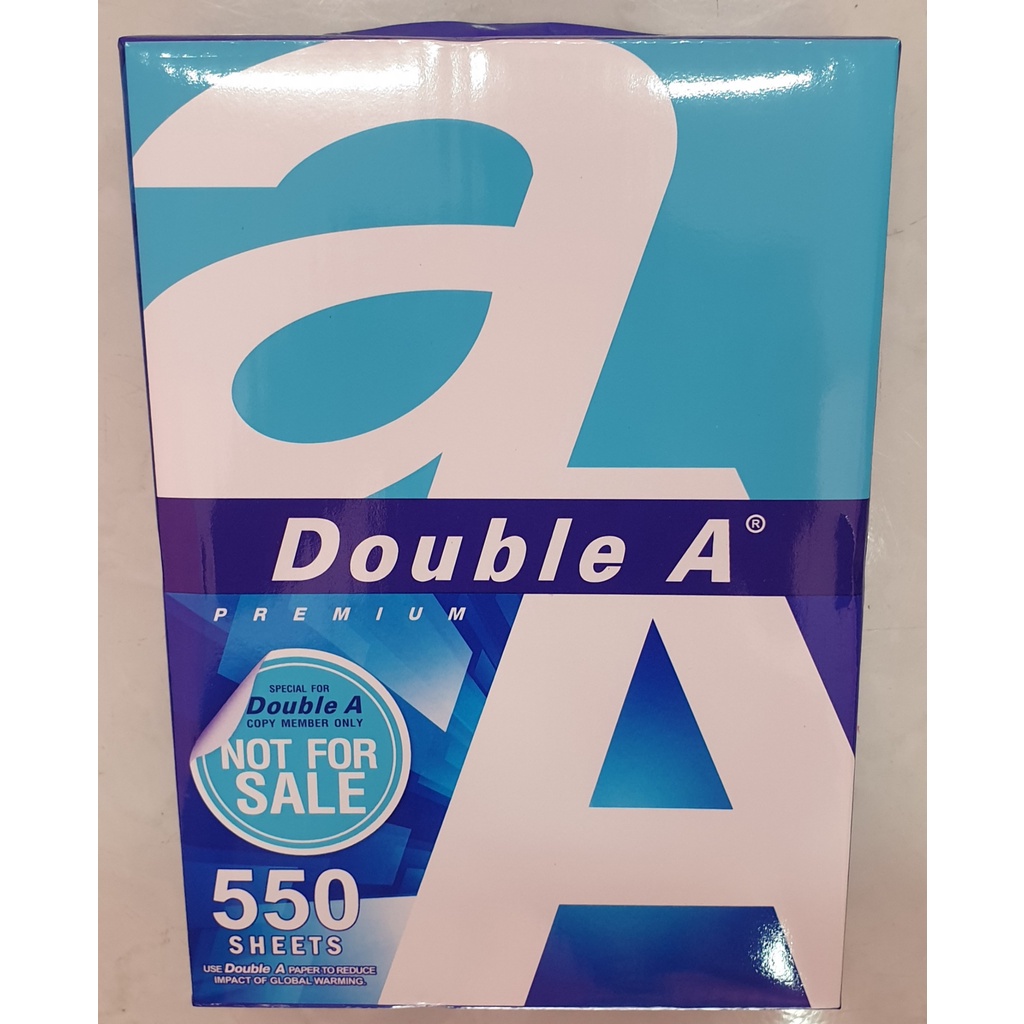 aA
Double A®
PREMIUM
SPECIAL FOR
Double A
COPY MEMBER ONLY
NOT FOR
SALE
550
SHEETS
USE Double A PAPER TO REDUCE
IMPACT OF GLOBAL WARMING.